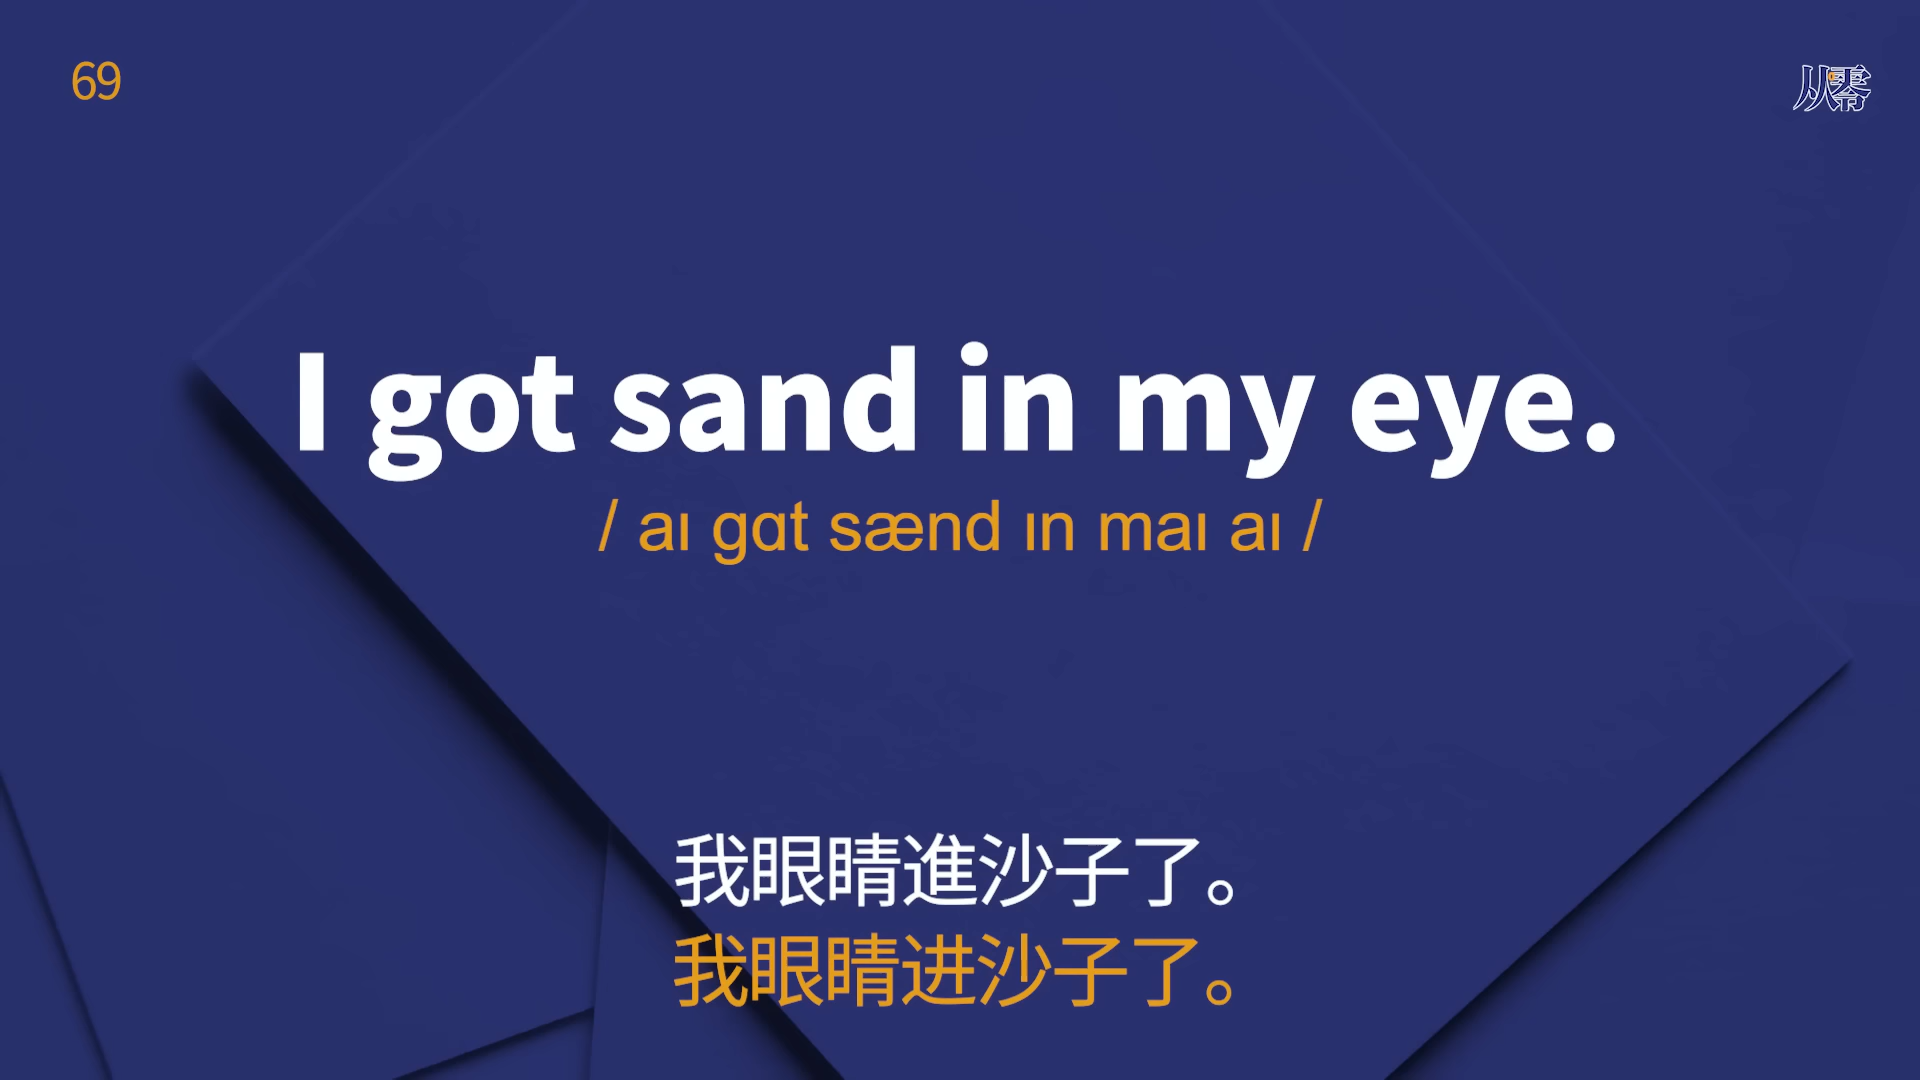 69
从零
I got sand in my eye.
/ aɪ gɑt sænd ɪn maɪ aɪ /
我眼睛進沙子了。
我眼睛进沙子了。